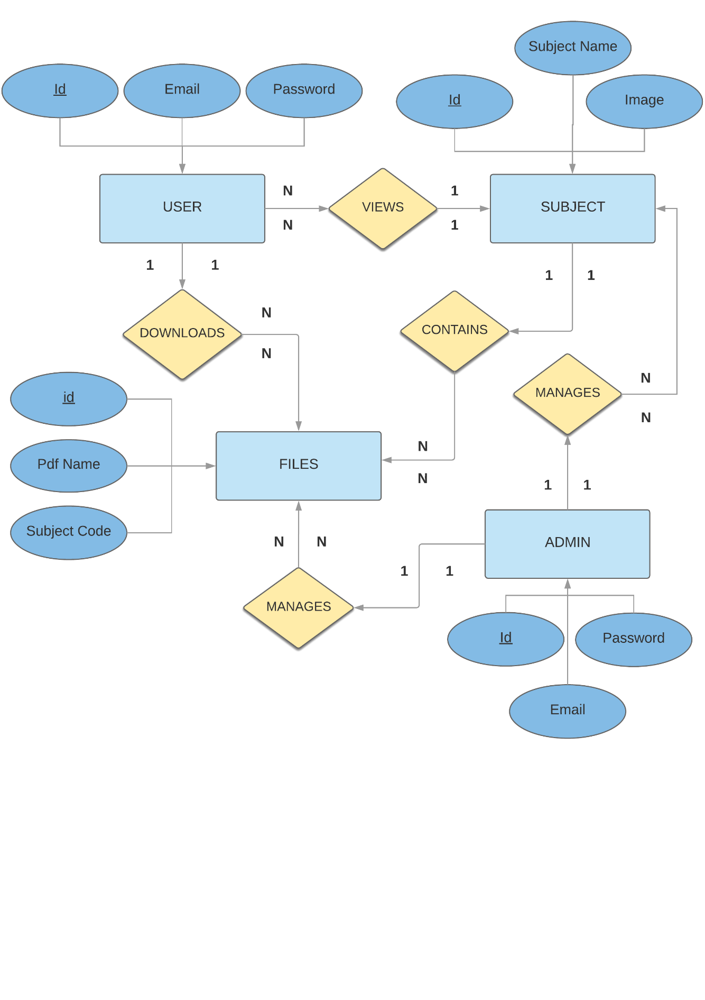 Subject Name
Id
Email
Password
Id
Image
USER
N
N
VIEWS
1
1
SUBJECT
1
1
1
1
DOWNLOADS
N
N
CONTAINS
MANAGES
N
N
id
Pdf Name
Subject Code
FILES
N
N
1
1
ADMIN
N
N
1
1
MANAGES
Id
Password
Email